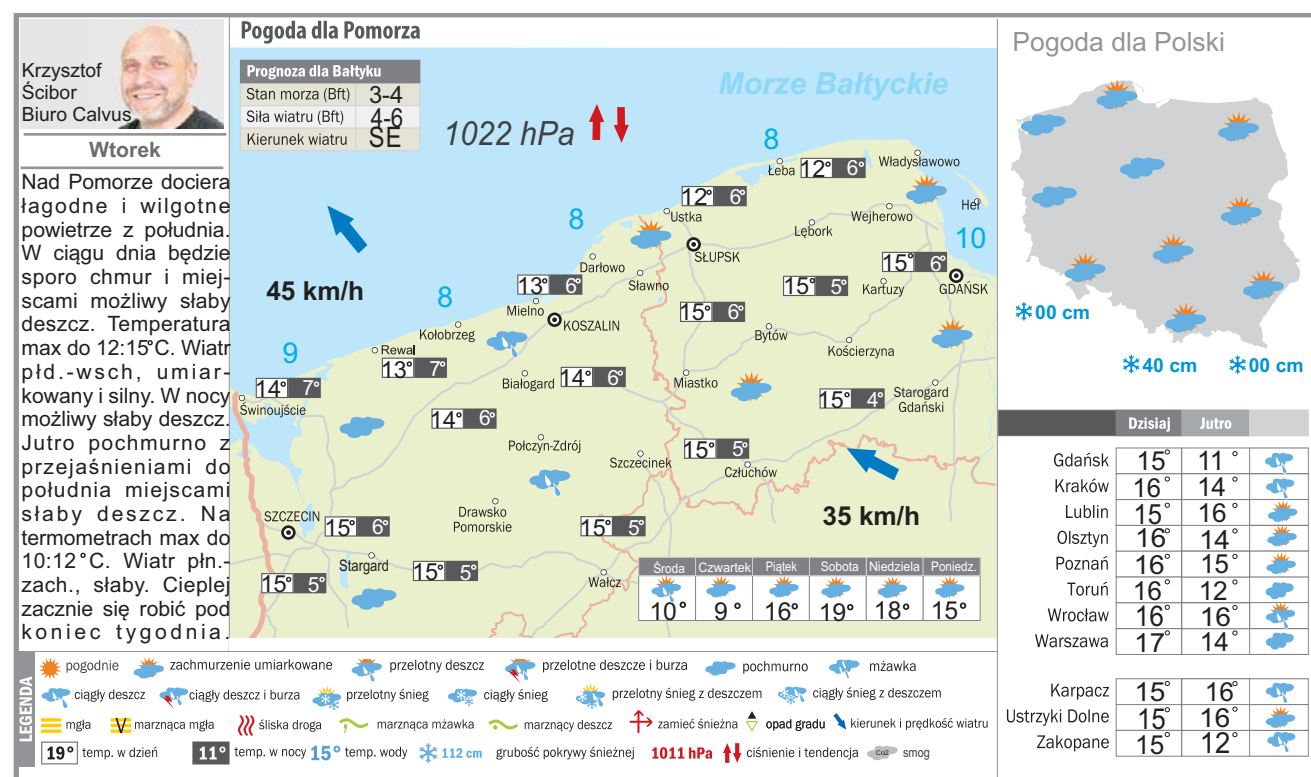 Krzysztof
Ścibor
Biuro Calvus
Wtorek
Nad Pomorze dociera
łagodne i wilgotne
powietrze z południa.
W ciągu dnia będzie
sporo chmur i miej-
scami możliwy słaby
deszcz. Temperatura
max do 12:15°C. Wiatr
płd.-wsch, umiar-
kowany i silny. W nocy
możliwy słaby deszcz.
Jutro pochmurno z
przejaśnieniami do
południa miejscami
słaby deszcz. Na
termometrach max do
10:12°C. Wiatr płn.-
zach., słaby. Cieplej
zacznie się robić pod
koniec tygodnia.
Pogoda dla Pomorza
Prognoza dla Bałtyku
Stan morza (Bft) 3-4
Siła wiatru (Bft) 4-6
Kierunek wiatru SE
Morze Bałtyckie
1022 hPa
8
Łeba 12° 6°
Władysławowo
12° 6°
Ustka
Hel
Wejherowo
Lębork
8
10
SŁUPSK
15° 6°
GDAŃSK
Darłowo
Sławno
13° 6°
15° 5°
Kartuzy
45 km/h
8
Mielno
KOSZALIN
15° 6°
Bytów
Kołobrzeg
Kościerzyna
9
Rewal
13° 7°
14° 7°
Świnoujście
Białogard
14° 6°
Miastko
15° 4°
Starogard
Gdański
14° 6°
Połczyn-Zdrój
15° 5°
Szczecinek
Człuchów
35 km/h
Drawsko
Pomorskie
SZCZECIN
15° 6°
15° 5°
Stargard
15° 5°
15° 5°
Wałcz
Środa Czwartek Piątek Sobota Niedziela Poniedz.
10° 9° 16° 19° 18° 15°
Pogoda dla Polski
00 cm
40 cm
00 cm
Dzisiaj Jutro
Gdańsk 15° 11°
Kraków 16° 14°
Lublin 15° 16°
Olsztyn 16° 14°
Poznań 16° 15°
Toruń 16° 12°
Wrocław 16° 16°
Warszawa 17° 14°
Karpacz 15° 16°
Ustrzyki Dolne 15° 16°
Zakopane 15° 12°
LEGENDA
pogodnie zachmurzenie umiarkowane przelotny deszcz przelotne deszcze i burza pochmurno mżawka
ciągły deszcz ciągły deszcz i burza przelotny śnieg ciągły śnieg przelotny śnieg z deszczem ciągły śnieg z deszczem
mgła marznąca mgła śliska droga marznąca mżawka marznący deszcz zamieć śnieżna opad gradu kierunek i prędkość wiatru
19° temp. w dzień 11° temp. w nocy 15° temp. wody 112 cm grubość pokrywy śnieżnej 1011 hPa ciśnienie i tendencja Co2 smog